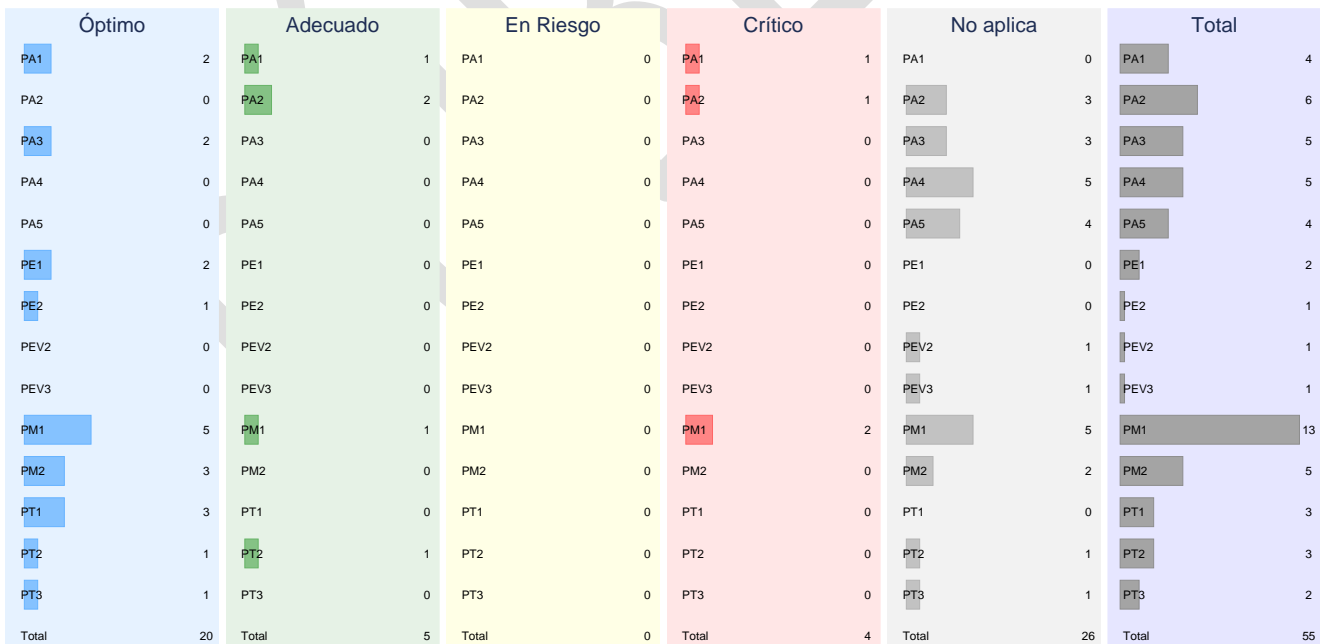 Óptimo Adecuado En Riesgo Crítico No aplica Total
PA1 2 PA1 1 PA1 0 PA1 1 PA1 0 PA1 4
PA2 0 PA2 2 PA2 0 PA2 1 PA2 3 PA2 6
PA3 2 PA3 0 PA3 0 PA3 0 PA3 3 PA3 5
PA4 0 PA4 0 PA4 0 PA4 0 PA4 5 PA4 5
PA5 0 PA5 0 PA5 0 PA5 0 PA5 4 PA5 4
PE1 2 PE1 0 PE1 0 PE1 0 PE1 0 PE1 2
PE2 1 PE2 0 PE2 0 PE2 0 PE2 0 PE2 1
PEV2 0 PEV2 0 PEV2 0 PEV2 0 PEV2 1 PEV2 1
PEV3 0 PEV3 0 PEV3 0 PEV3 0 PEV3 1 PEV3 1
PM1 5 PM1 1 PM1 0 PM1 2 PM1 5 PM1 13
PM2 3 PM2 0 PM2 0 PM2 0 PM2 2 PM2 5
PT1 3 PT1 0 PT1 0 PT1 0 PT1 0 PT1 3
PT2 1 PT2 1 PT2 0 PT2 0 PT2 1 PT2 3
PT3 1 PT3 0 PT3 0 PT3 0 PT3 1 PT3 2
Total 20 Total 5 Total 0 Total 4 Total 26 Total 55